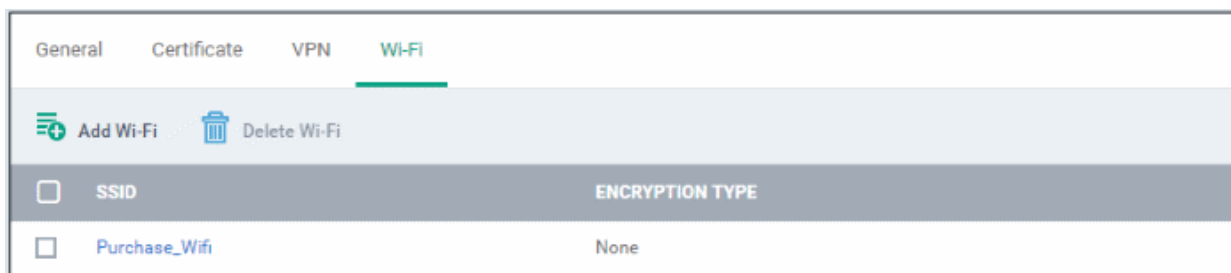 General Certificate VPN Wi-Fi
Add Wi-Fi Delete Wi-Fi
SSID ENCRYPTION TYPE
Purchase_Wifi None